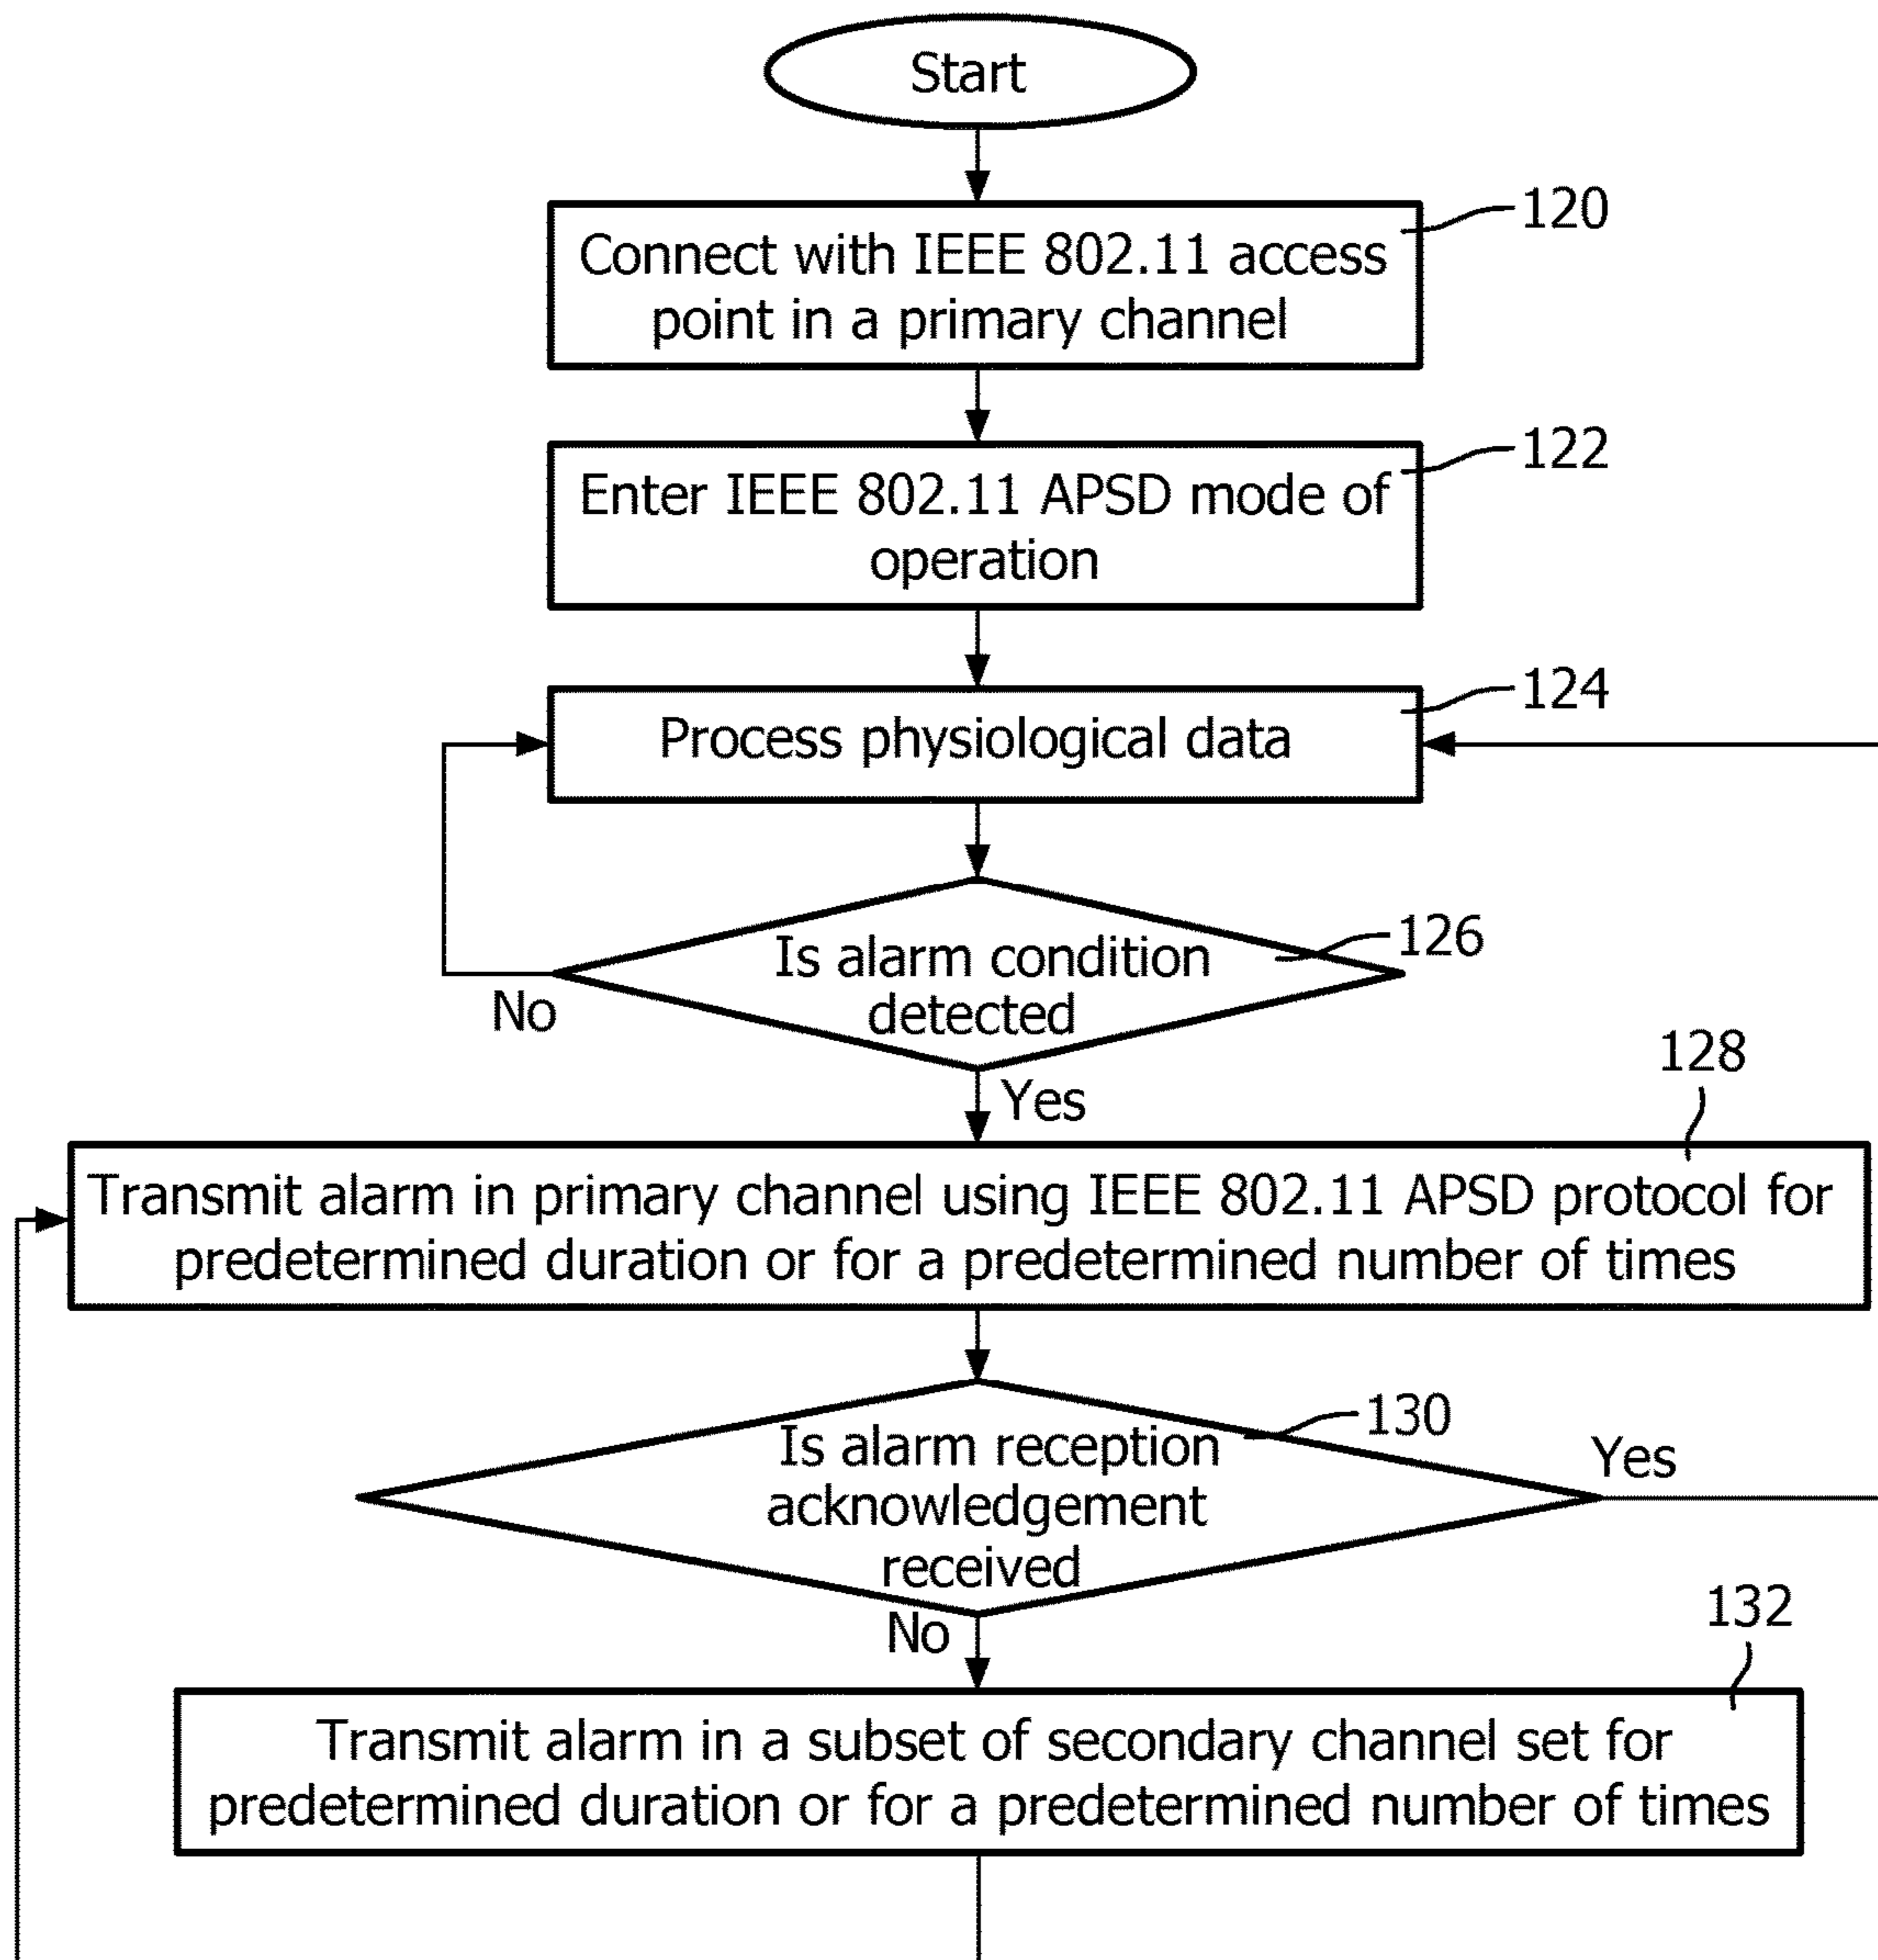 Start
120
Connect with IEEE 802.11 access
point in a primary channel
122
Enter IEEE 802.11 APSD mode of
operation
124
Process physiological data
126
Is alarm condition
detected
No
Yes
128
Transmit alarm in primary channel using IEEE 802.11 APSD protocol for
predetermined duration or for a predetermined number of times
130
Is alarm reception
acknowledgement
received
Yes
No
132
Transmit alarm in a subset of secondary channel set for
predetermined duration or for a predetermined number of times